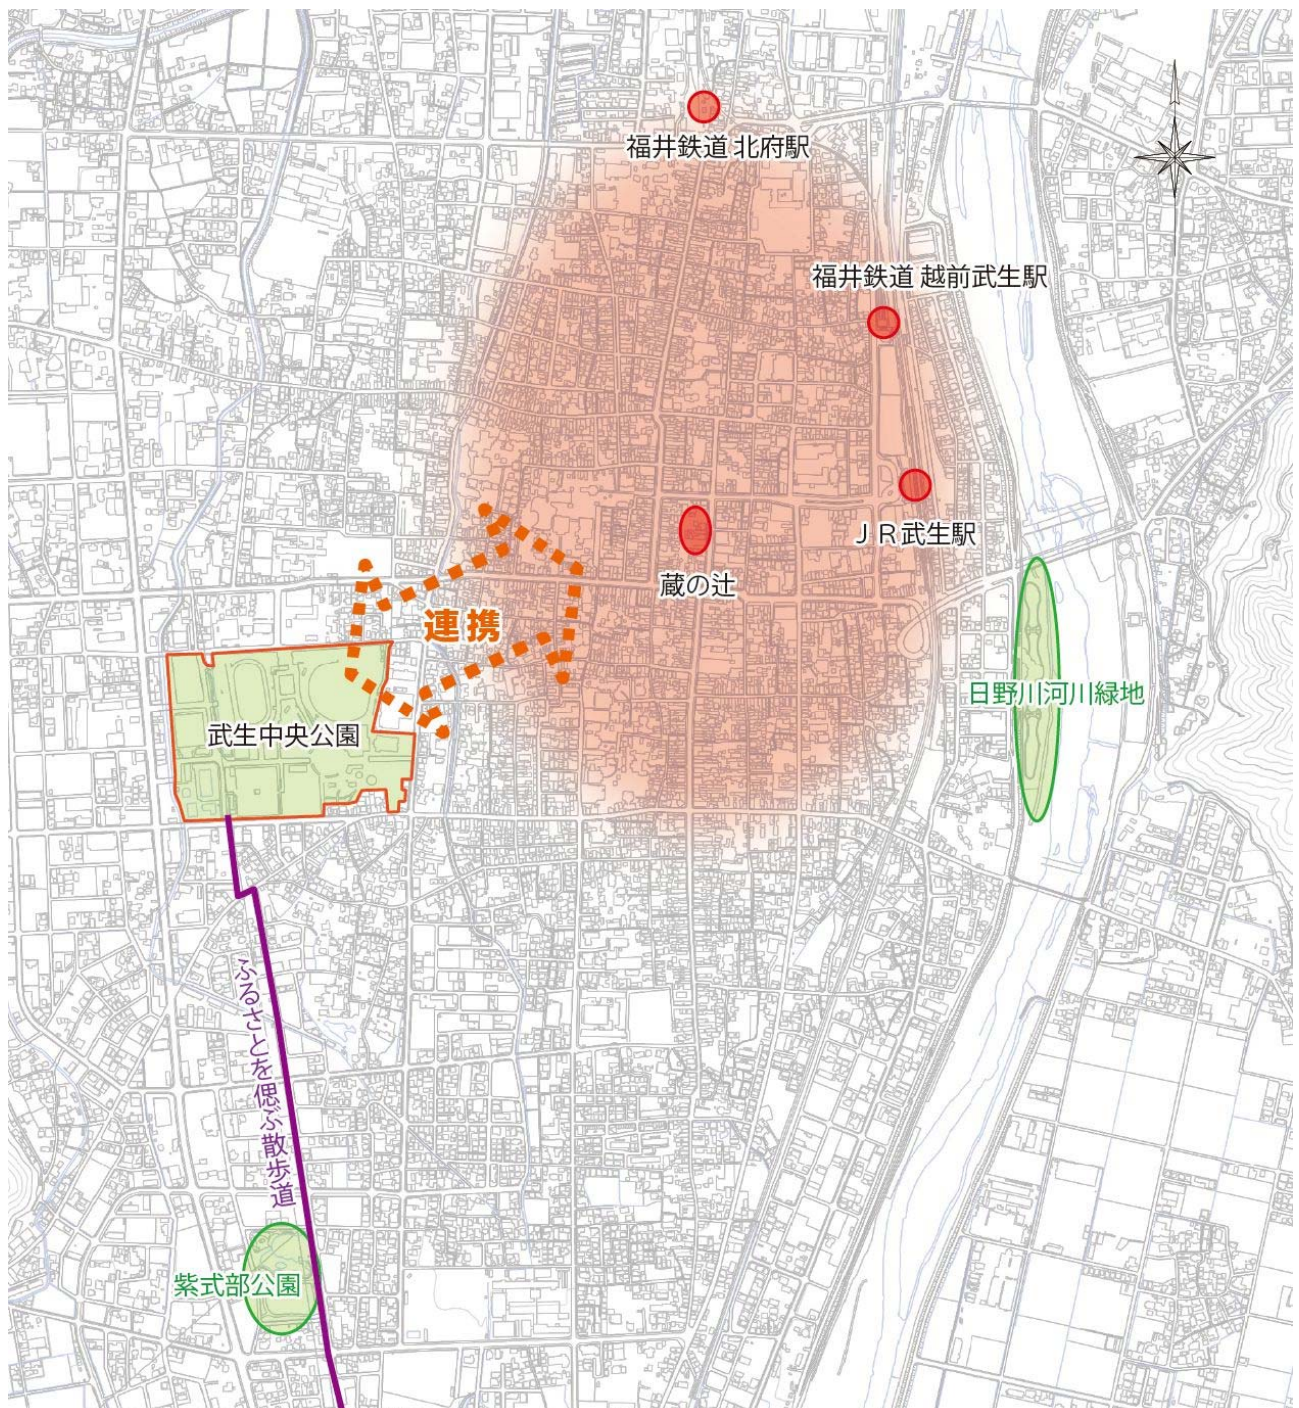 福井鉄道 北府駅
福井鉄道 越前武生駅
ＪＲ武生駅
蔵の辻
連携
日野川河川緑地
武生中央公園
ふるさとを偲ぶ散歩道
紫式部公園